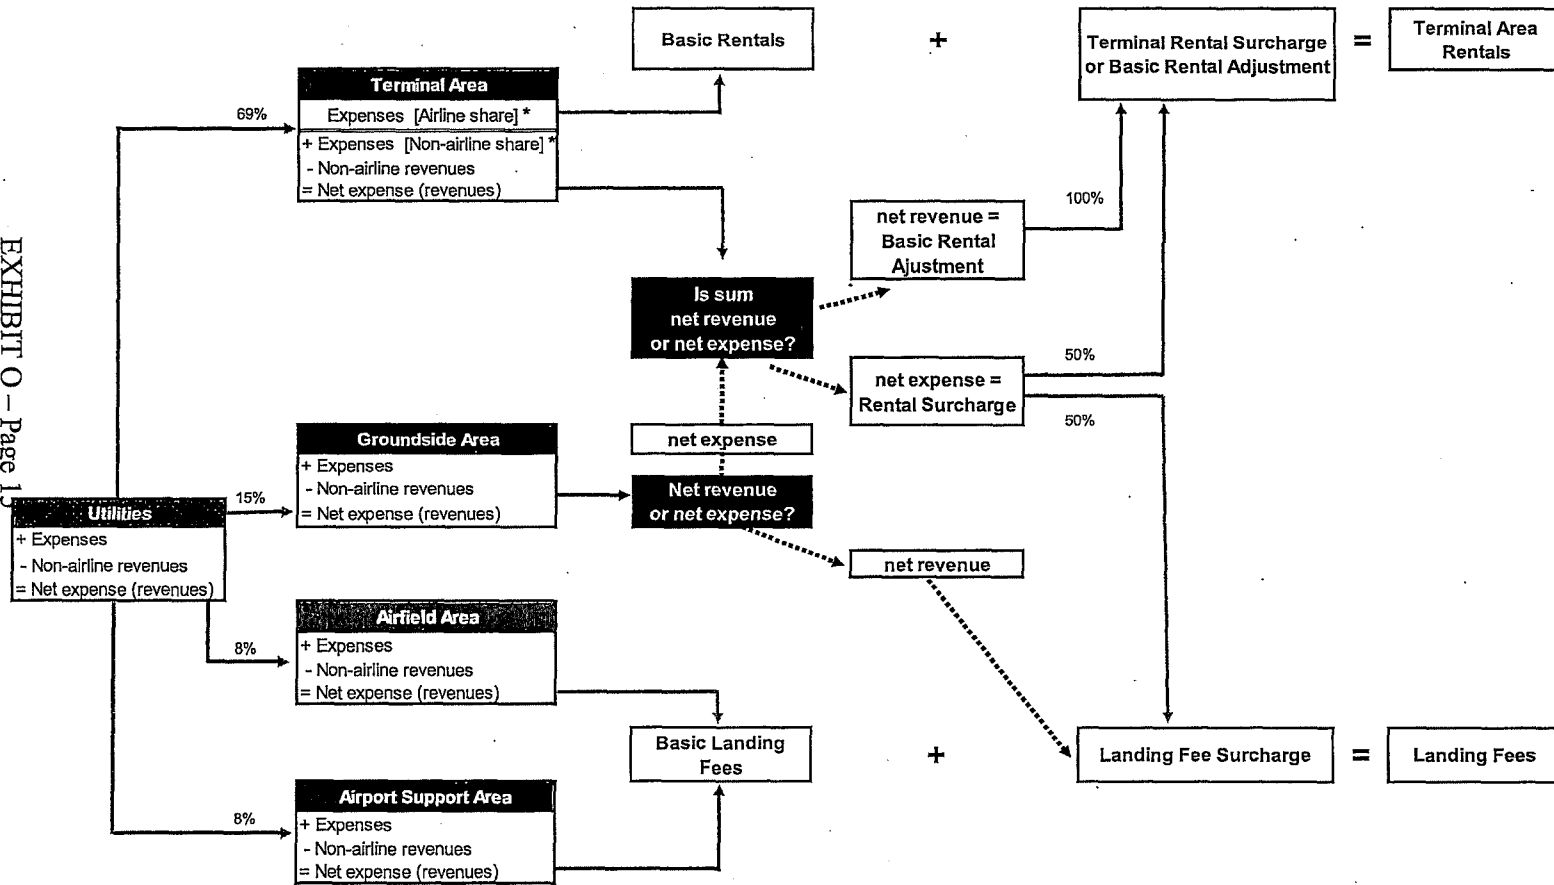 Basic Rentals
+
Terminal Rental Surcharge
or Basic Rental Adjustment
=
Terminal Area
Rentals
Terminal Area
Expenses [Airline share] *
+ Expenses [Non-airline share] *
- Non-airline revenues
= Net expense (revenues)
69%
net revenue =
Basic Rental
Ajustment
100%
Is sum
net revenue
or net expense?
net expense =
Rental Surcharge
50%
50%
net expense
Groundside Area
+ Expenses
- Non-airline revenues
= Net expense (revenues)
Net revenue
or net expense?
net revenue
EXHIBIT O – Page
15%
Utilities
+ Expenses
- Non-airline revenues
= Net expense (revenues)
Airfield Area
+ Expenses
- Non-airline revenues
= Net expense (revenues)
8%
Basic Landing
Fees
+
Landing Fee Surcharge
=
Landing Fees
Airport Support Area
+ Expenses
- Non-airline revenues
= Net expense (revenues)
8%